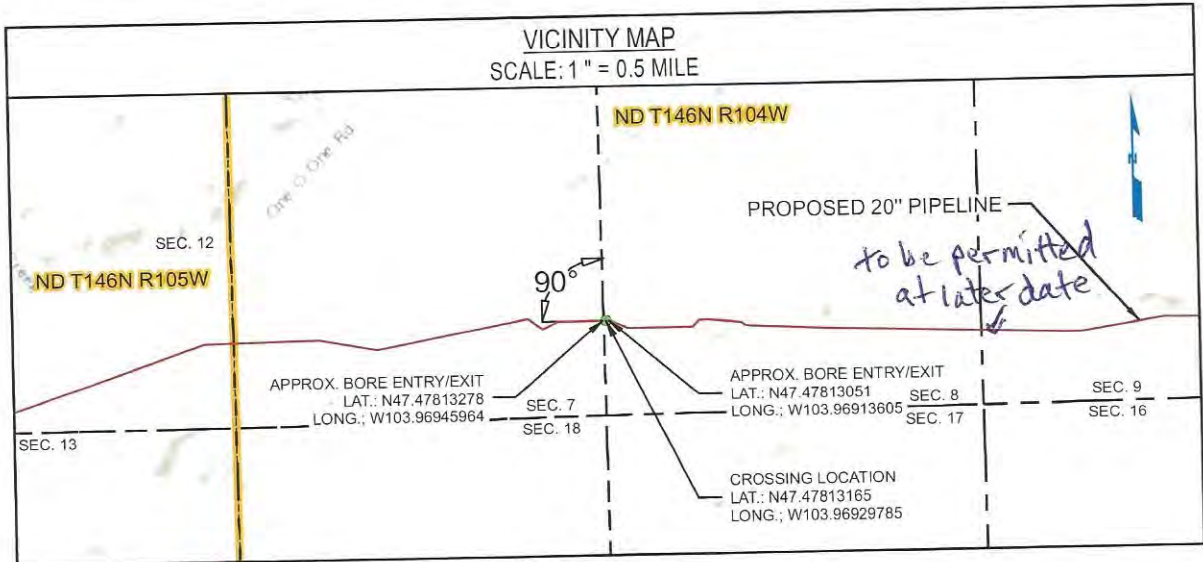 VICINITY MAP
SCALE: 1 " = 0.5 MILE
ND T146N R104W
One O One Rd
PROPOSED 20" PIPELINE
SEC. 12
to be permitted
at later date
ND T146N R105W
90°
N
APPROX. BORE ENTRY/EXIT
LAT.: N47.47813278
LONG.; W103.96945964
APPROX. BORE ENTRY/EXIT
LAT.: N47.47813051
LONG.; W103.96913605
SEC. 7
SEC. 18
SEC. 8
SEC. 17
SEC. 9
SEC. 16
SEC. 13
CROSSING LOCATION
LAT.: N47.47813165
LONG.; W103.96929785